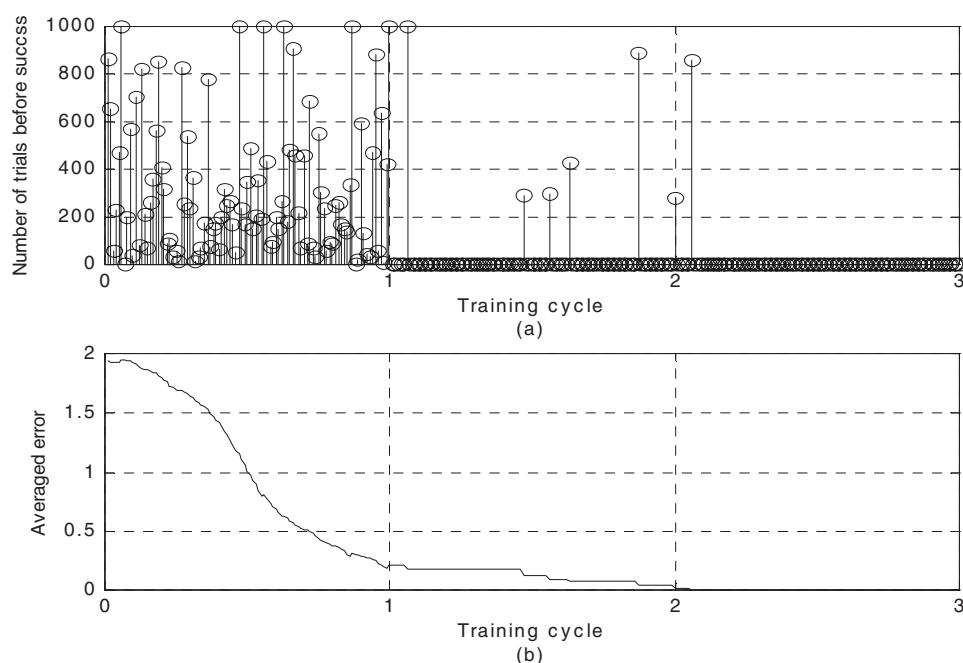 1000
800
600
400
200
0
Number of trials before succss
0 1 2 3
Training cycle
(a)
2
1.5
1
0.5
0
Averaged error
0 1 2 3
Training cycle
(b)